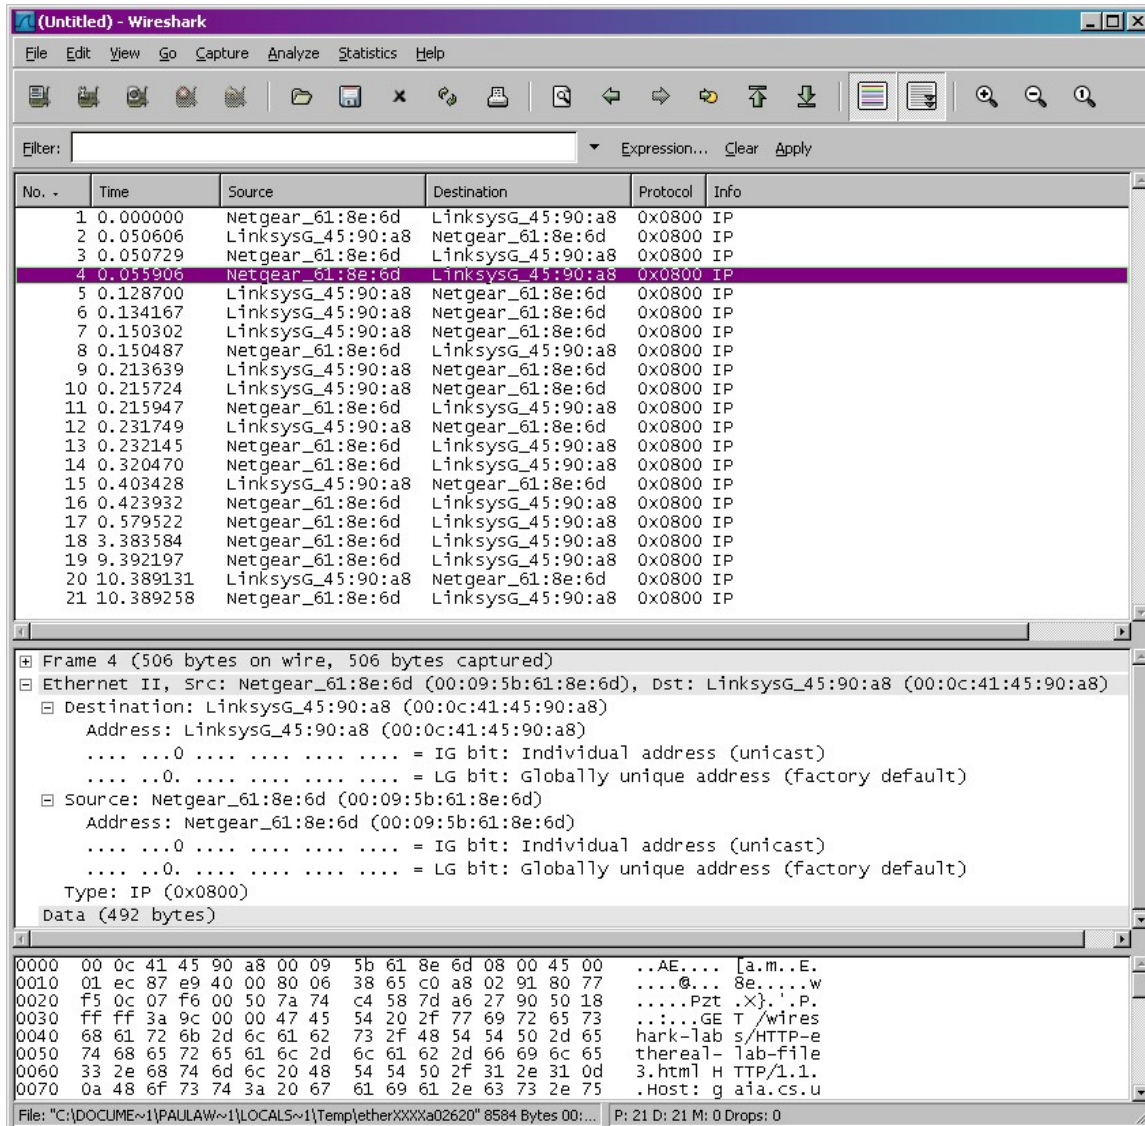 (Untitled) - Wireshark
File Edit View Go Capture Analyze Statistics Help
Filter: Expression... Clear Apply
No. - Time Source Destination Protocol Info
1 0.000000 Netgear_61:8e:6d LinksysG_45:90:a8 0x0800 IP
2 0.050606 LinksysG_45:90:a8 Netgear_61:8e:6d 0x0800 IP
3 0.050729 Netgear_61:8e:6d LinksysG_45:90:a8 0x0800 IP
4 0.055906 Netgear_61:8e:6d LinksysG_45:90:a8 0x0800 IP
5 0.128700 LinksysG_45:90:a8 Netgear_61:8e:6d 0x0800 IP
6 0.134167 LinksysG_45:90:a8 Netgear_61:8e:6d 0x0800 IP
7 0.150302 LinksysG_45:90:a8 Netgear_61:8e:6d 0x0800 IP
8 0.150487 Netgear_61:8e:6d LinksysG_45:90:a8 0x0800 IP
9 0.213639 LinksysG_45:90:a8 Netgear_61:8e:6d 0x0800 IP
10 0.215724 LinksysG_45:90:a8 Netgear_61:8e:6d 0x0800 IP
11 0.215947 Netgear_61:8e:6d LinksysG_45:90:a8 0x0800 IP
12 0.231749 LinksysG_45:90:a8 Netgear_61:8e:6d 0x0800 IP
13 0.232145 Netgear_61:8e:6d LinksysG_45:90:a8 0x0800 IP
14 0.320470 Netgear_61:8e:6d LinksysG_45:90:a8 0x0800 IP
15 0.403428 LinksysG_45:90:a8 Netgear_61:8e:6d 0x0800 IP
16 0.423932 Netgear_61:8e:6d LinksysG_45:90:a8 0x0800 IP
17 0.579522 Netgear_61:8e:6d LinksysG_45:90:a8 0x0800 IP
18 3.383584 Netgear_61:8e:6d LinksysG_45:90:a8 0x0800 IP
19 9.392197 Netgear_61:8e:6d LinksysG_45:90:a8 0x0800 IP
20 10.389131 LinksysG_45:90:a8 Netgear_61:8e:6d 0x0800 IP
21 10.389258 Netgear_61:8e:6d LinksysG_45:90:a8 0x0800 IP
Frame 4 (506 bytes on wire, 506 bytes captured)
Ethernet II, Src: Netgear_61:8e:6d (00:09:5b:61:8e:6d), Dst: LinksysG_45:90:a8 (00:0c:41:45:90:a8)
Destination: LinksysG_45:90:a8 (00:0c:41:45:90:a8)
Address: LinksysG_45:90:a8 (00:0c:41:45:90:a8)
.... ...0 .... .... .... .... = IG bit: Individual address (unicast)
.... ..0. .... .... .... .... = LG bit: Globally unique address (factory default)
Source: Netgear_61:8e:6d (00:09:5b:61:8e:6d)
Address: Netgear_61:8e:6d (00:09:5b:61:8e:6d)
.... ...0 .... .... .... .... = IG bit: Individual address (unicast)
.... ..0. .... .... .... .... = LG bit: Globally unique address (factory default)
Type: IP (0x0800)
Data (492 bytes)
0000 00 0c 41 45 90 a8 00 09 5b 61 8e 6d 08 00 45 00 ..AE.... [a.m..E.
0010 01 ec 87 e9 40 00 80 06 38 65 c0 a8 02 91 80 77 ....@... 8e.....w
0020 f5 0c 07 f6 00 50 7a 74 c4 58 7d a6 27 90 50 18 .....Pzt .X}.'.P.
0030 ff ff 3a 9c 00 00 47 45 54 20 2f 77 69 72 65 73 ..:...GE T /wires
0040 68 61 72 6b 2d 6c 61 62 73 2f 48 54 54 50 2d 65 hark-lab s/HTTP-e
0050 74 68 65 72 65 61 6c 2d 6c 61 62 2d 66 69 6c 65 thereal- lab-file
0060 33 2e 68 74 6d 6c 20 48 54 54 50 2f 31 2e 31 0d 3.html H TTP/1.1.
0070 0a 48 6f 73 74 3a 20 67 61 69 61 2e 63 73 2e 75 .Host: g aia.cs.u
File: "C:\DOCUME~1\PAULAW~1\LOCALS~1\Temp\etherXXXXa02620" 8584 Bytes 00:... P: 21 D: 21 M: 0 Drops: 0